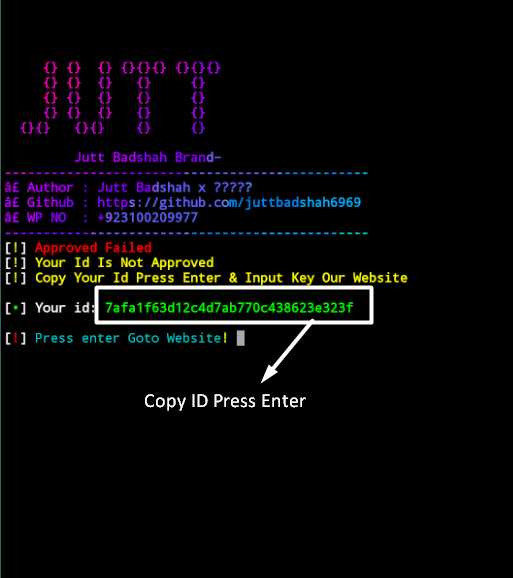 JUTT
Jutt Badshah Brand-
â£ Author : Jutt Badshah x ?????
â£ Github : https://github.com/juttbadshah6969
â£ WP NO  : +923100209977
[!] Approved Failed
[!] Your Id Is Not Approved
[!] Copy Your Id Press Enter & Input Key Our Website
[•] Your id: 7afa1f63d12c4d7ab770c438623e323f
[!] Press enter Goto Website!
Copy ID Press Enter